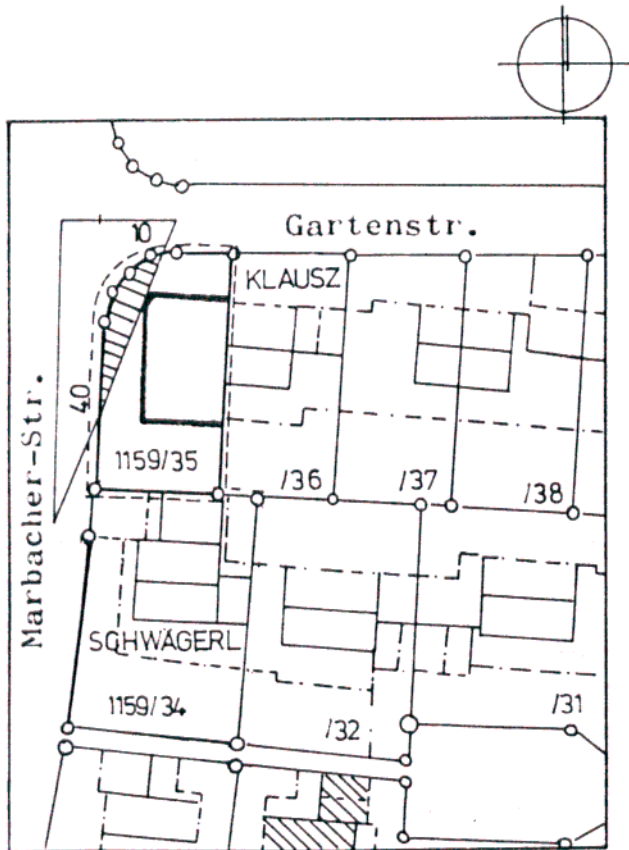 Gartenstr.
10
KLAUSZ
40
Marbacher-Str.
1159/35
/36
/37
/38
SCHWÄGERL
1159/34
/32
/31